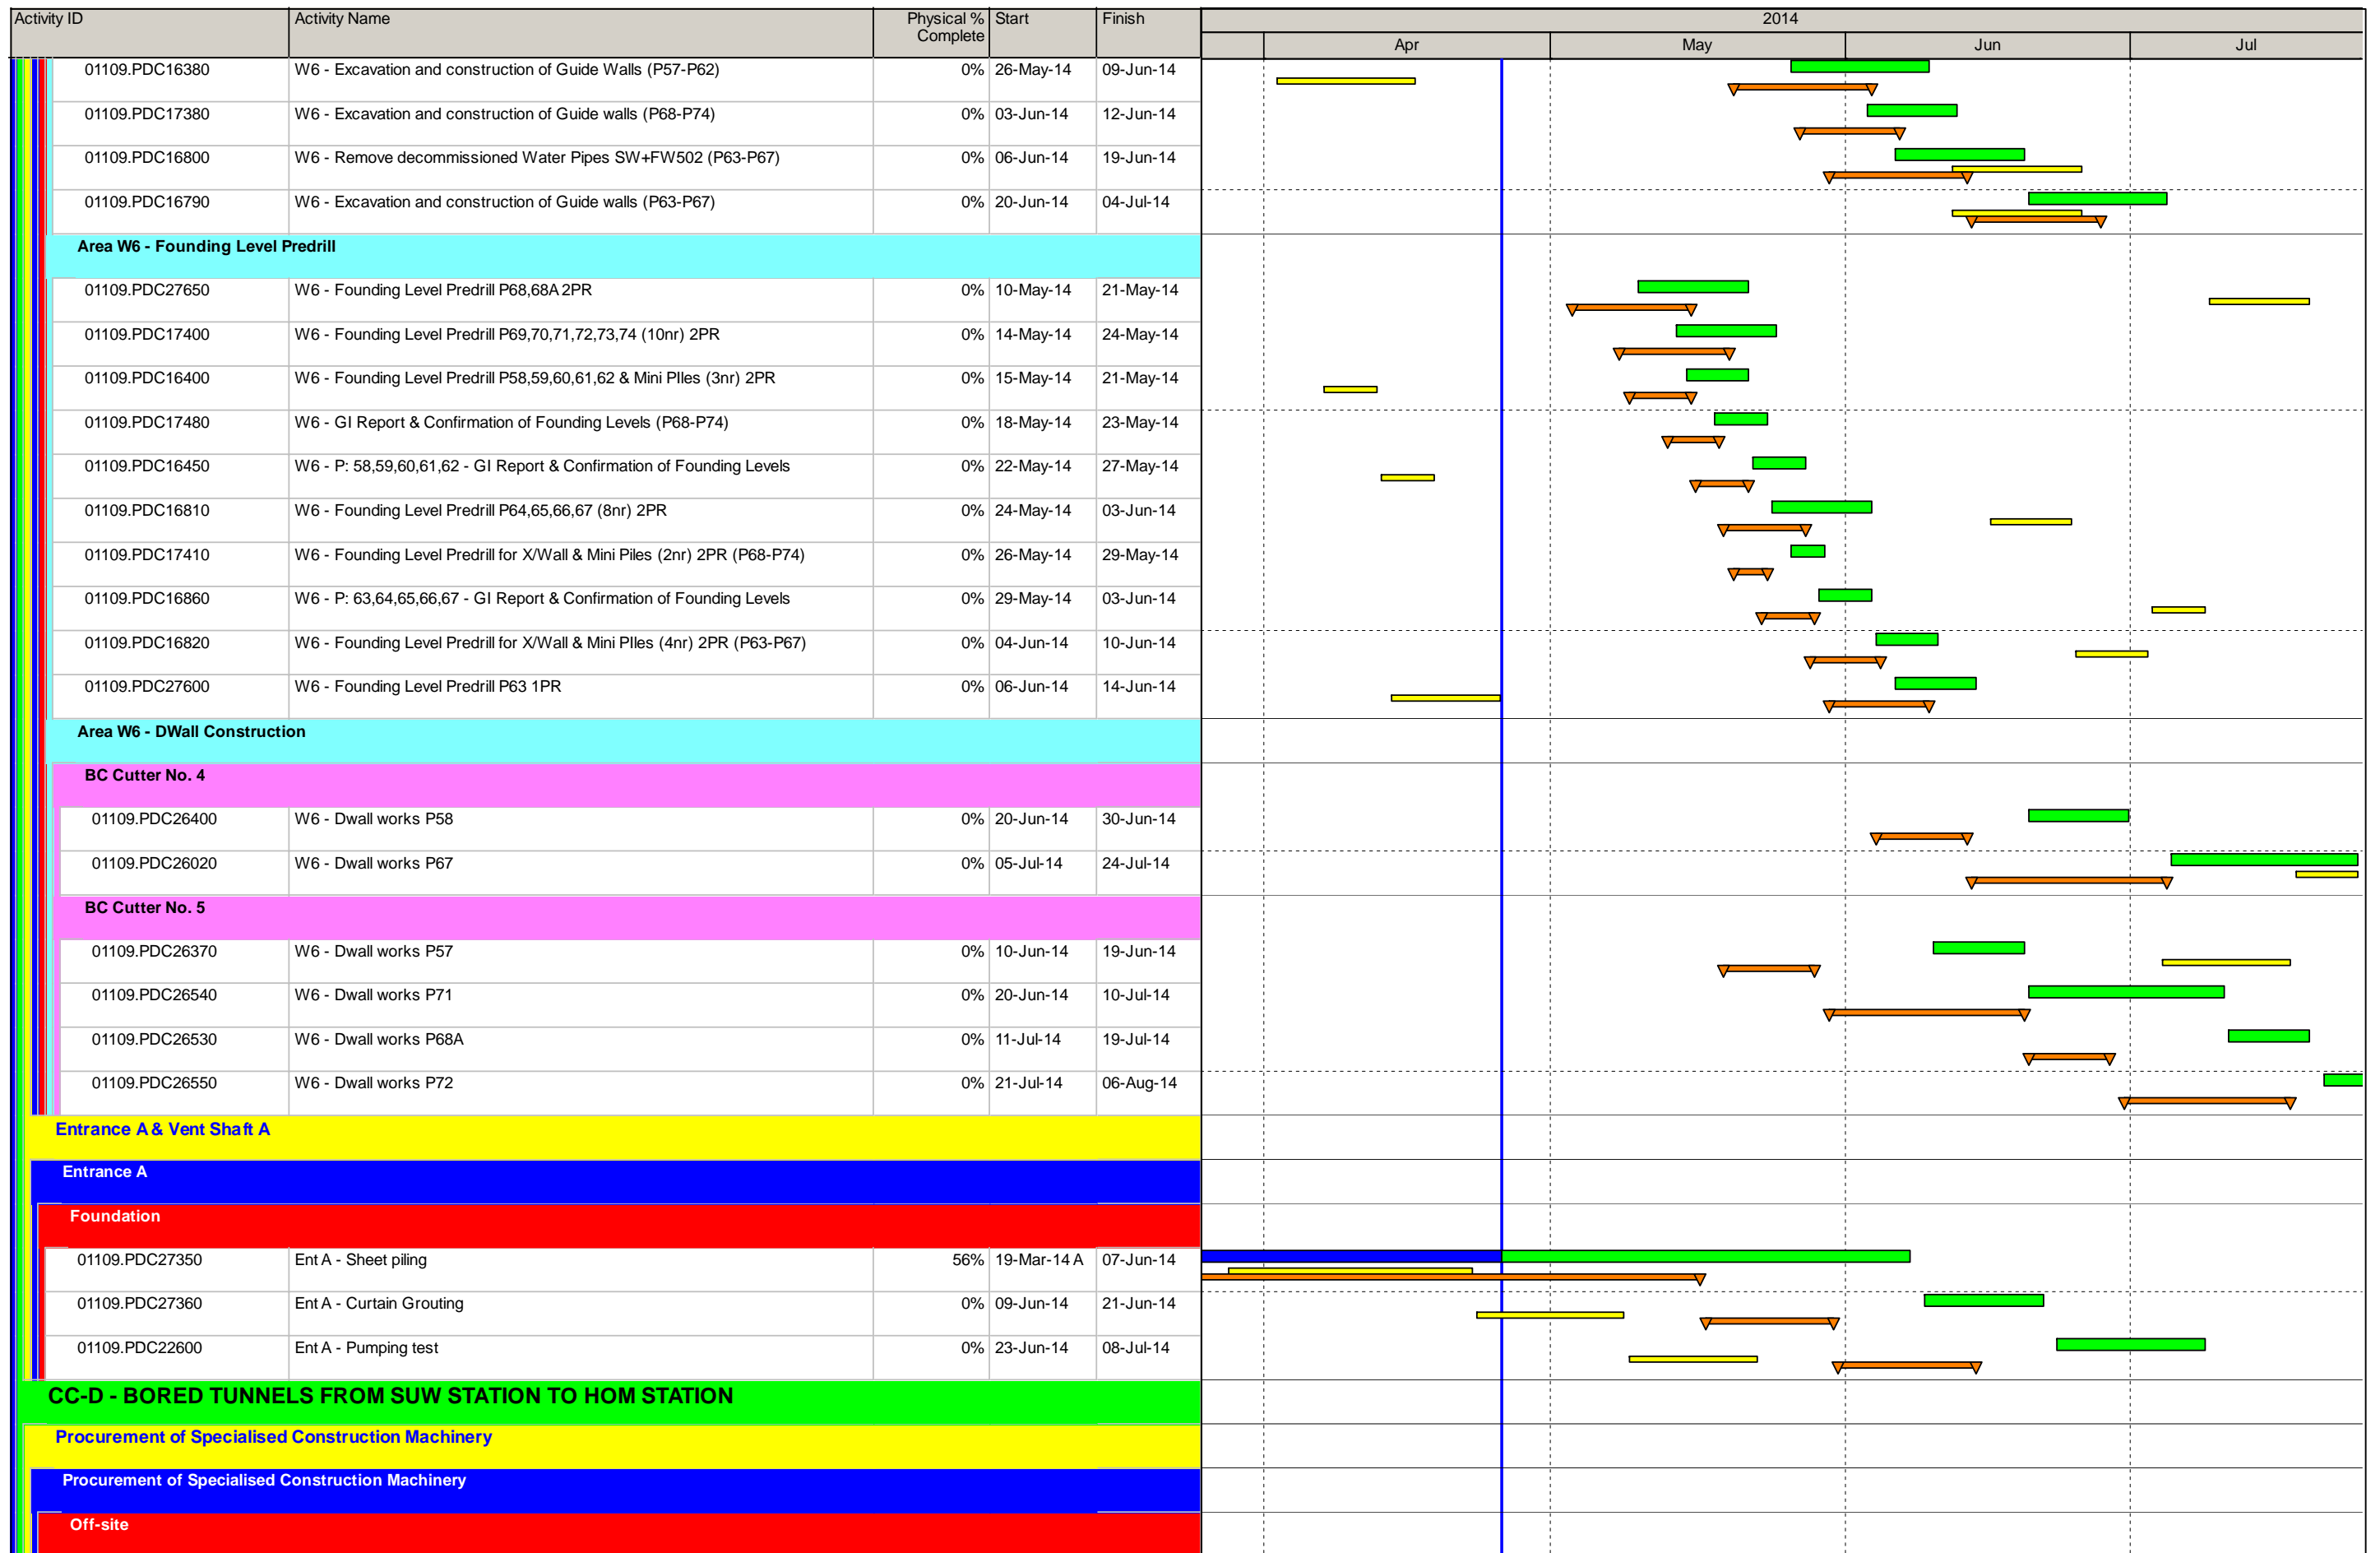 Activity ID Activity Name Physical % Complete Start Finish 2014
Apr May Jun Jul
01109.PDC16380 W6 - Excavation and construction of Guide Walls (P57-P62) 0% 26-May-14 09-Jun-14
01109.PDC17380 W6 - Excavation and construction of Guide walls (P68-P74) 0% 03-Jun-14 12-Jun-14
01109.PDC16800 W6 - Remove decommissioned Water Pipes SW+FW502 (P63-P67) 0% 06-Jun-14 19-Jun-14
01109.PDC16790 W6 - Excavation and construction of Guide walls (P63-P67) 0% 20-Jun-14 04-Jul-14
Area W6 - Founding Level Predrill
01109.PDC27650 W6 - Founding Level Predrill P68,68A 2PR 0% 10-May-14 21-May-14
01109.PDC17400 W6 - Founding Level Predrill P69,70,71,72,73,74 (10nr) 2PR 0% 14-May-14 24-May-14
01109.PDC16400 W6 - Founding Level Predrill P58,59,60,61,62 & Mini PIles (3nr) 2PR 0% 15-May-14 21-May-14
01109.PDC17480 W6 - GI Report & Confirmation of Founding Levels (P68-P74) 0% 18-May-14 23-May-14
01109.PDC16450 W6 - P: 58,59,60,61,62 - GI Report & Confirmation of Founding Levels 0% 22-May-14 27-May-14
01109.PDC16810 W6 - Founding Level Predrill P64,65,66,67 (8nr) 2PR 0% 24-May-14 03-Jun-14
01109.PDC17410 W6 - Founding Level Predrill for X/Wall & Mini Piles (2nr) 2PR (P68-P74) 0% 26-May-14 29-May-14
01109.PDC16860 W6 - P: 63,64,65,66,67 - GI Report & Confirmation of Founding Levels 0% 29-May-14 03-Jun-14
01109.PDC16820 W6 - Founding Level Predrill for X/Wall & Mini PIles (4nr) 2PR (P63-P67) 0% 04-Jun-14 10-Jun-14
01109.PDC27600 W6 - Founding Level Predrill P63 1PR 0% 06-Jun-14 14-Jun-14
Area W6 - DWall Construction
BC Cutter No. 4
01109.PDC26400 W6 - Dwall works P58 0% 20-Jun-14 30-Jun-14
01109.PDC26020 W6 - Dwall works P67 0% 05-Jul-14 24-Jul-14
BC Cutter No. 5
01109.PDC26370 W6 - Dwall works P57 0% 10-Jun-14 19-Jun-14
01109.PDC26540 W6 - Dwall works P71 0% 20-Jun-14 10-Jul-14
01109.PDC26530 W6 - Dwall works P68A 0% 11-Jul-14 19-Jul-14
01109.PDC26550 W6 - Dwall works P72 0% 21-Jul-14 06-Aug-14
Entrance A & Vent Shaft A
Entrance A
Foundation
01109.PDC27350 Ent A - Sheet piling 56% 19-Mar-14 A 07-Jun-14
01109.PDC27360 Ent A - Curtain Grouting 0% 09-Jun-14 21-Jun-14
01109.PDC22600 Ent A - Pumping test 0% 23-Jun-14 08-Jul-14
CC-D - BORED TUNNELS FROM SUW STATION TO HOM STATION
Procurement of Specialised Construction Machinery
Procurement of Specialised Construction Machinery
Off-site